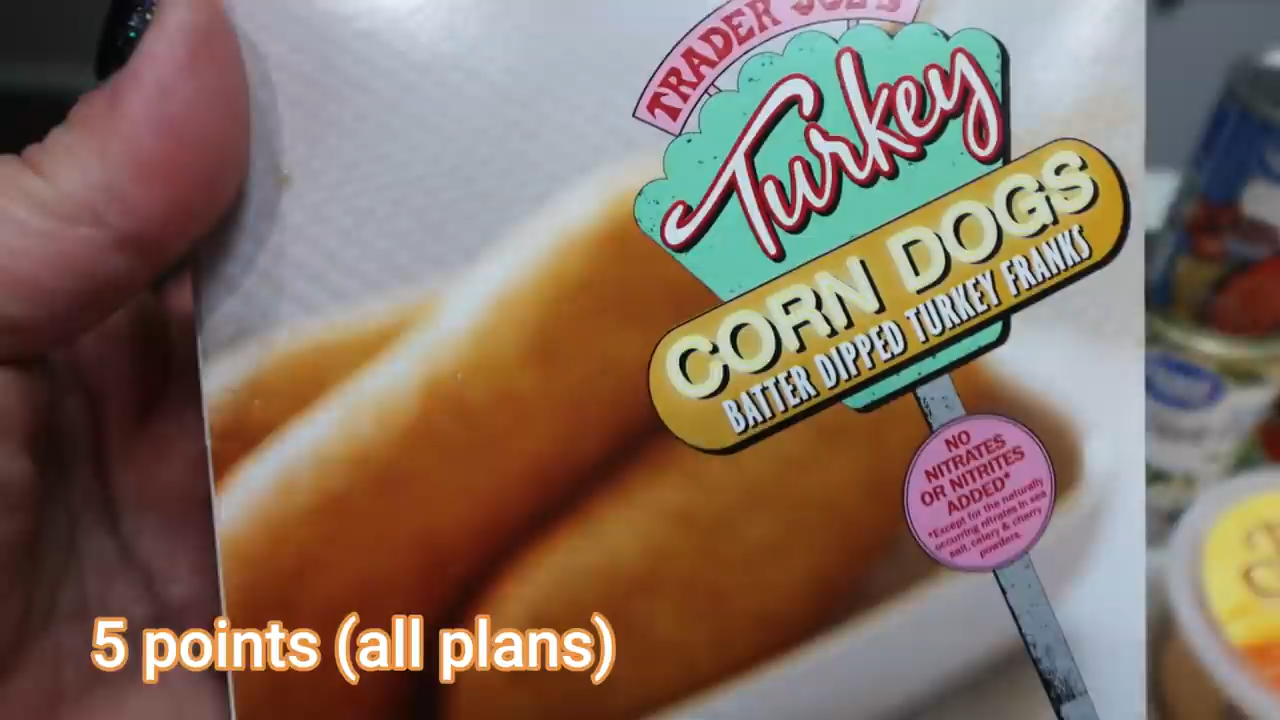 TRADER JOE'S
Turkey
CORN DOGS
BATTER DIPPED TURKEY FRANKS
NO
NITRATES
OR NITRITES
ADDED*
*Except for the naturally
occurring nitrates in sea
salt, celery & cherry
powders.
5 points (all plans)